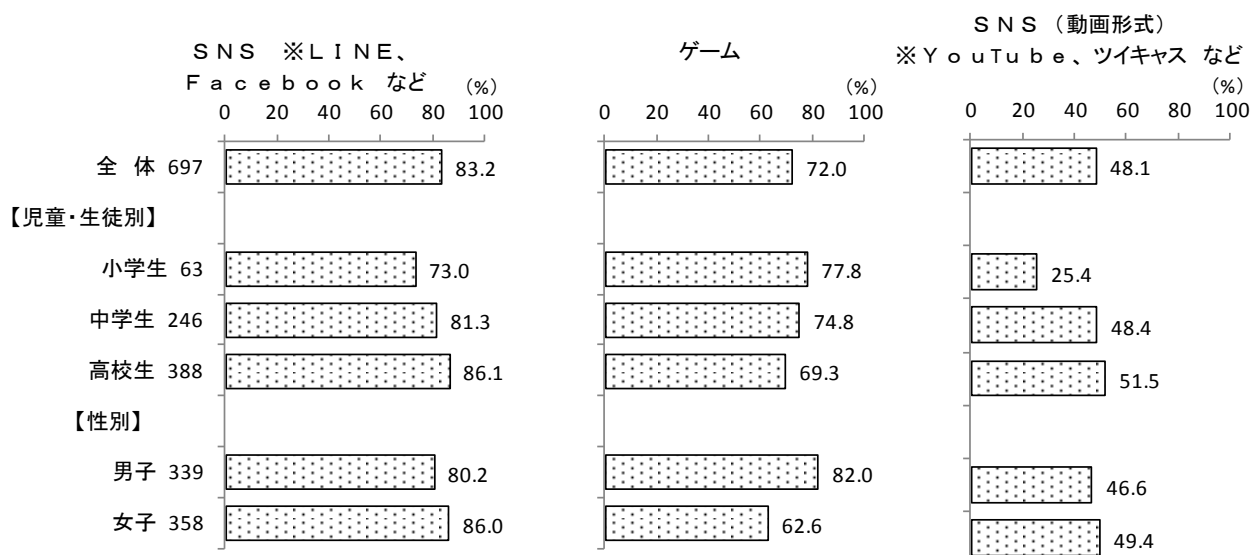 SNS ※LINE、
Facebook など
(%)
0 20 40 60 80 100
ゲーム
(%)
0 20 40 60 80 100
SNS（動画形式）
※YouTube、ツイキャス など
(%)
0 20 40 60 80 100
全 体 697 83.2 72.0 48.1
【児童・生徒別】
小学生 63 73.0 77.8 25.4
中学生 246 81.3 74.8 48.4
高校生 388 86.1 69.3 51.5
【性別】
男子 339 80.2 82.0 46.6
女子 358 86.0 62.6 49.4